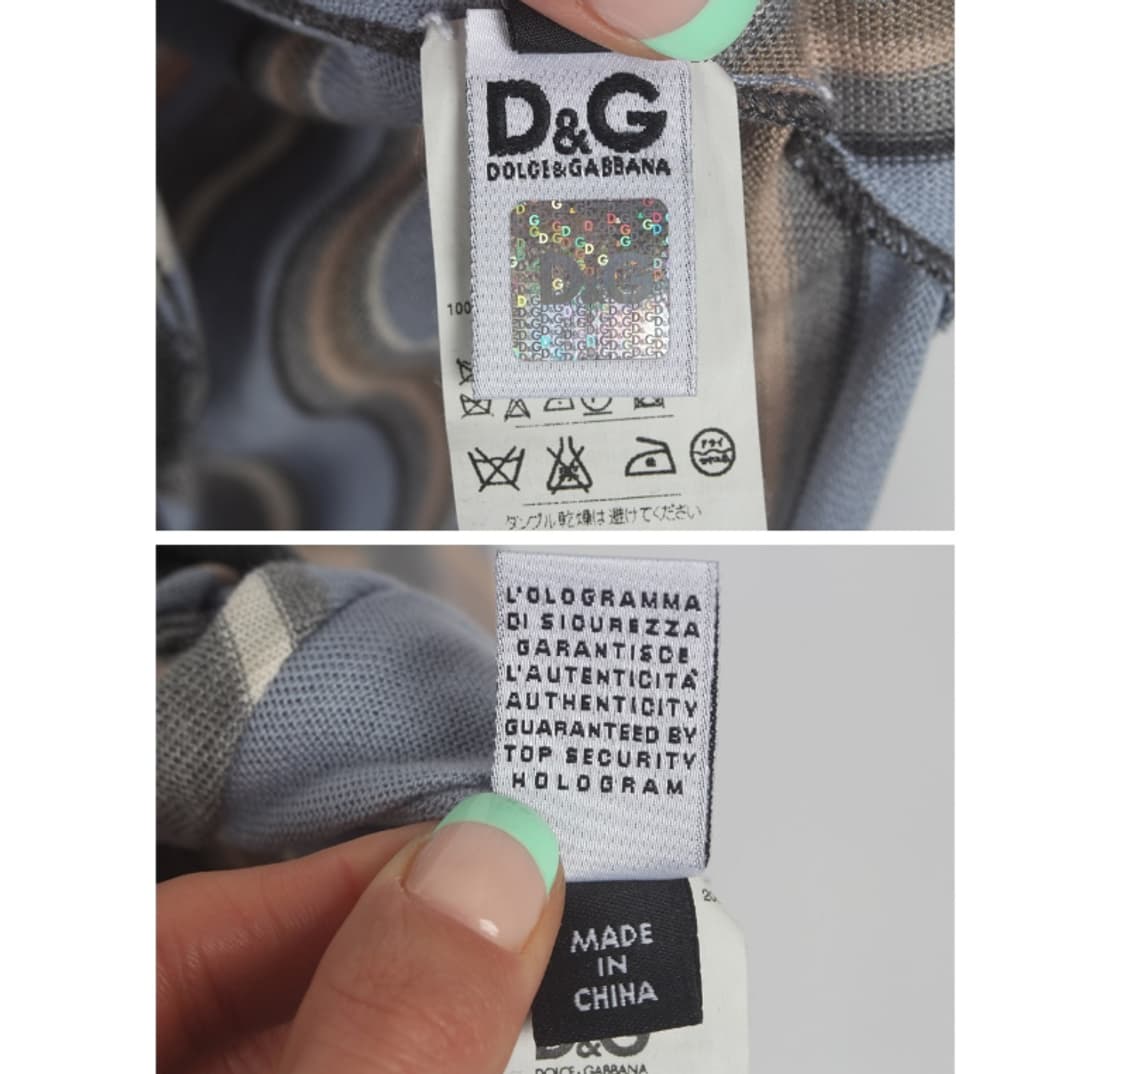 D&G
DOLCE&GABBANA
D&G
100
タンブル乾燥は避けてください
L'OLOGRAMMA
DI SICUREZZA
GARANTISCE
L'AUTENTICITÀ
AUTHENTICITY
GUARANTEED BY
TOP SECURITY
HOLOGRAM
MADE
IN
CHINA
D&G
DOLCE&GABBANA